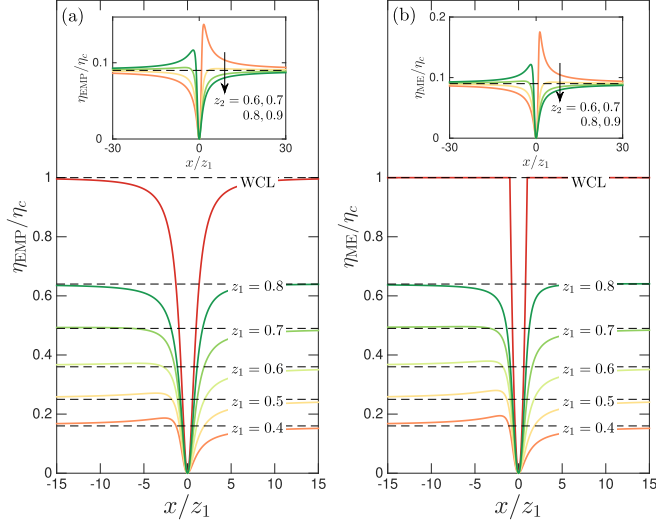 (a)
η_EMP/η_c
0.1
0
-30
0
30
x/z_1
z_2 = 0.6, 0.7
0.8, 0.9
η_EMP/η_c
1
0.8
0.6
0.4
0.2
0
WCL
z_1 = 0.8
z_1 = 0.7
z_1 = 0.6
z_1 = 0.5
z_1 = 0.4
-15
-10
-5
0
5
10
15
x/z_1
(b)
η_ME/η_c
0.2
0.1
0
-30
0
30
x/z_1
z_2 = 0.6, 0.7
0.8, 0.9
η_ME/η_c
1
0.8
0.6
0.4
0.2
0
WCL
z_1 = 0.8
z_1 = 0.7
z_1 = 0.6
z_1 = 0.5
z_1 = 0.4
-15
-10
-5
0
5
10
15
x/z_1